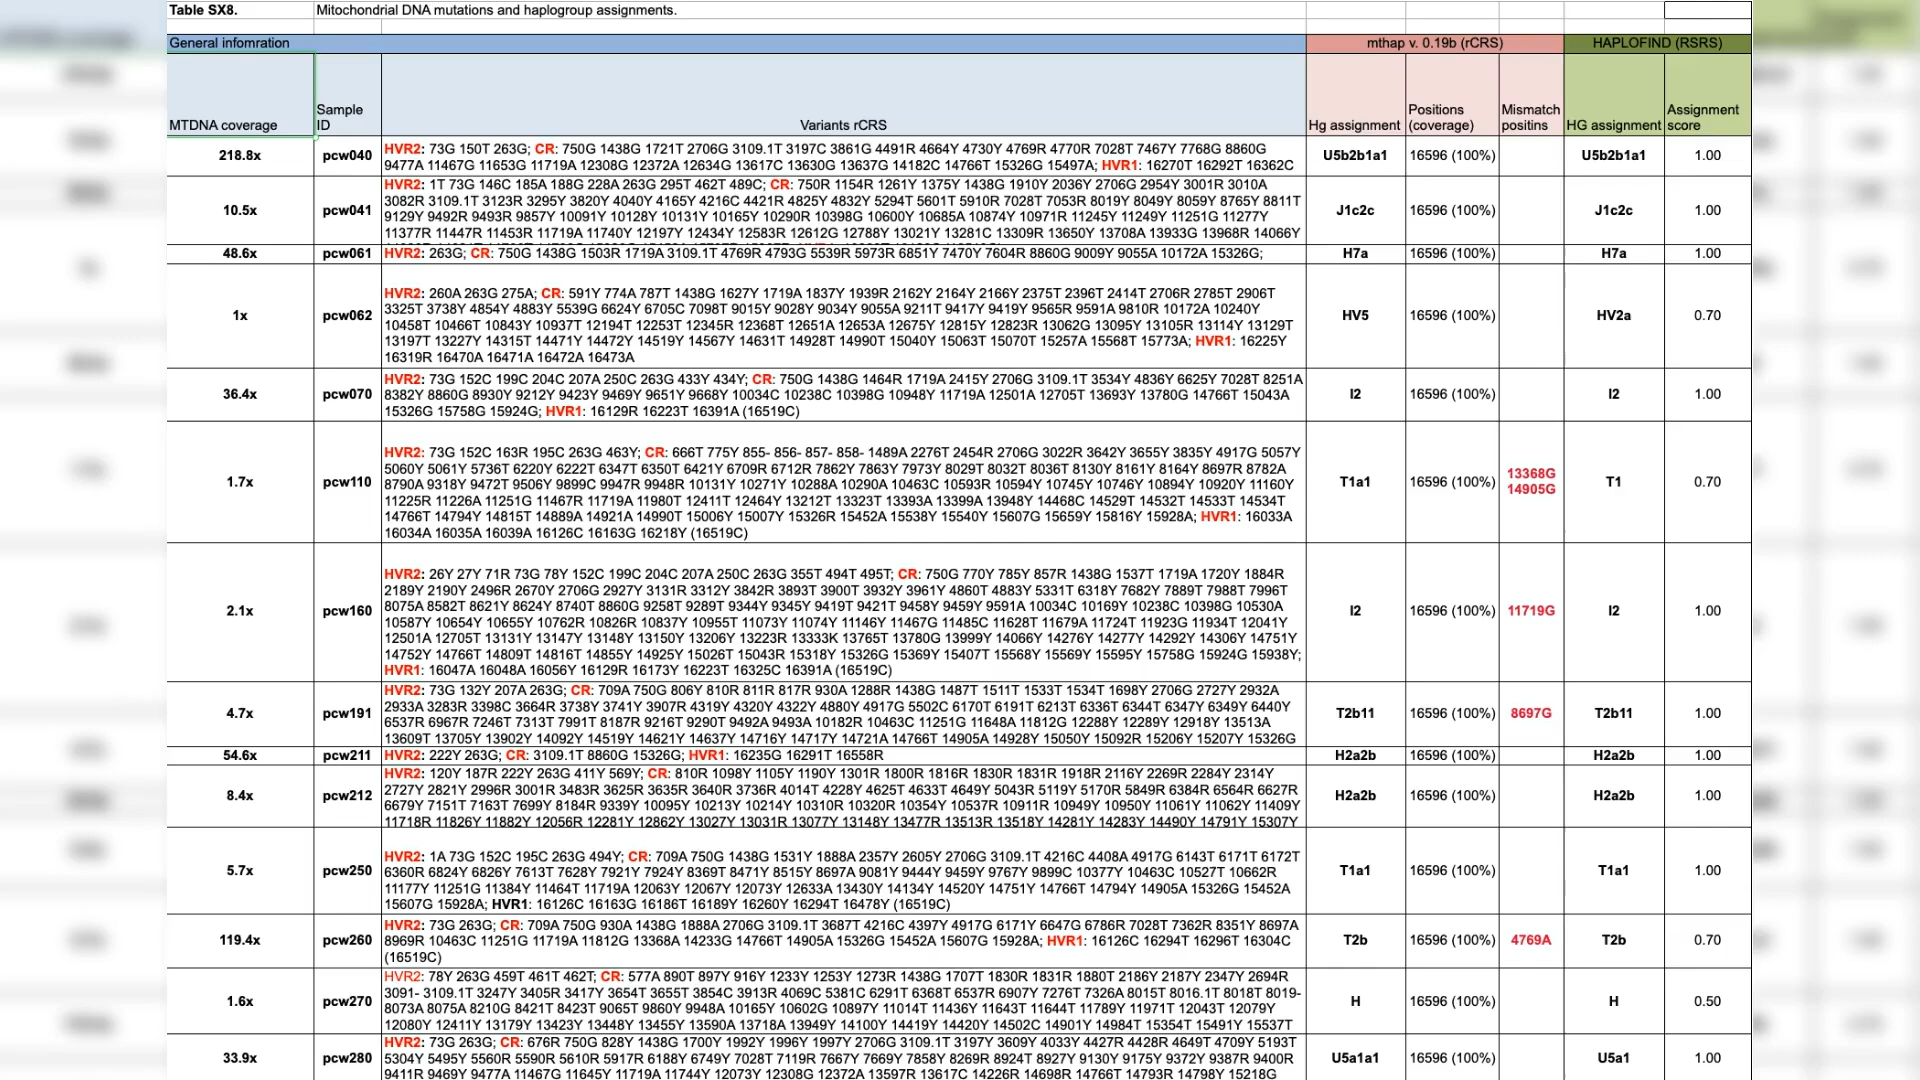 Table SX8. Mitochondrial DNA mutations and haplogroup assignments.
General infomration mthap v. 0.19b (rCRS) HAPLOFIND (RSRS)
MTDNA coverage Sample ID Variants rCRS Hg assignment Positions (coverage) Mismatch positins HG assignment Assignment score
218.8x pcw040 HVR2: 73G 150T 263G; CR: 750G 1438G 1721T 2706G 3109.1T 3197C 3861G 4491R 4664Y 4730Y 4769R 4770R 7028T 7467Y 7768G 8860G
9477A 11467G 11653G 11719A 12308G 12372A 12634G 13617C 13630G 13637G 14182C 14766T 15326G 15497A; HVR1: 16270T 16292T 16362C
U5b2b1a1 16596 (100%) U5b2b1a1 1.00
10.5x pcw041 HVR2: 1T 73G 146C 185A 188G 228A 263G 295T 462T 489C; CR: 750R 1154R 1261Y 1375Y 1438G 1910Y 2036Y 2706G 2954Y 3001R 3010A
3082R 3109.1T 3123R 3295Y 3820Y 4040Y 4165Y 4216C 4421R 4825Y 4832Y 5294T 5601T 5910R 7028T 7053R 8019Y 8049Y 8059Y 8765Y 8811T
9129Y 9492R 9493R 9857Y 10091Y 10128Y 10131Y 10165Y 10290R 10398G 10600Y 10685A 10874Y 10971R 11245Y 11249Y 11251G 11277Y
11377R 11447R 11453R 11719A 11740Y 12197Y 12434Y 12583R 12612G 12788Y 13021Y 13281C 13309R 13650Y 13708A 13933G 13968R 14066Y
J1c2c 16596 (100%) J1c2c 1.00
48.6x pcw061 HVR2: 263G; CR: 750G 1438G 1503R 1719A 3109.1T 4769R 4793G 5539R 5973R 6851Y 7470Y 7604R 8860G 9009Y 9055A 10172A 15326G;
H7a 16596 (100%) H7a 1.00
1x pcw062 HVR2: 260A 263G 275A; CR: 591Y 774A 787T 1438G 1627Y 1719A 1837Y 1939R 2162Y 2164Y 2166Y 2375T 2396T 2414T 2706R 2785T 2906T
3325T 3738Y 4854Y 4883Y 5539G 6624Y 6705C 7098T 9015Y 9028Y 9034Y 9055A 9211T 9417Y 9419Y 9565R 9591A 9810R 10172A 10240Y
10458T 10466T 10843Y 10937T 12194T 12253T 12345R 12368T 12651A 12653A 12675Y 12815Y 12823R 13062G 13095Y 13105R 13114Y 13129T
13197T 13227Y 14315T 14471Y 14472Y 14519Y 14567Y 14631T 14928T 14990T 15040Y 15063T 15070T 15257A 15568T 15773A; HVR1: 16225Y
16319R 16470A 16471A 16472A 16473A
HV5 16596 (100%) HV2a 0.70
36.4x pcw070 HVR2: 73G 152C 199C 204C 207A 250C 263G 433Y 434Y; CR: 750G 1438G 1464R 1719A 2415Y 2706G 3109.1T 3534Y 4836Y 6625Y 7028T 8251A
8382Y 8860G 8930Y 9212Y 9423Y 9469Y 9651Y 9668Y 10034C 10238C 10398G 10948Y 11719A 12501A 12705T 13693Y 13780G 14766T 15043A
15326G 15758G 15924G; HVR1: 16129R 16223T 16391A (16519C)
I2 16596 (100%) I2 1.00
1.7x pcw110 HVR2: 73G 152C 163R 195C 263G 463Y; CR: 666T 775Y 855- 856- 857- 858- 1489A 2276T 2454R 2706G 3022R 3642Y 3655Y 3835Y 4917G 5057Y
5060Y 5061Y 5736T 6220Y 6222T 6347T 6350T 6421Y 6709R 6712R 7862Y 7863Y 7973Y 8029T 8032T 8036T 8130Y 8161Y 8164Y 8697R 8782A
8790A 9318Y 9472T 9506Y 9899C 9947R 9948R 10131Y 10271Y 10288A 10290A 10463C 10593R 10594Y 10745Y 10746Y 10894Y 10920Y 11160Y
11225R 11226A 11251G 11467R 11719A 11980T 12411T 12464Y 13212T 13323T 13393A 13399A 13948Y 14468C 14529T 14532T 14533T 14534T
14766T 14794Y 14815T 14889A 14921A 14990T 15006Y 15007Y 15326R 15452A 15538Y 15540Y 15607G 15659Y 15816Y 15928A; HVR1: 16033A
16034A 16035A 16039A 16126C 16163G 16218Y (16519C)
T1a1 16596 (100%) 13368G 14905G T1 0.70
2.1x pcw160 HVR2: 26Y 27Y 71R 73G 78Y 152C 199C 204C 207A 250C 263G 355T 494T 495T; CR: 750G 770Y 785Y 857R 1438G 1537T 1719A 1720Y 1884R
2189Y 2190Y 2496R 2670Y 2706G 2927Y 3131R 3312Y 3842R 3893T 3900T 3932Y 3961Y 4860T 4883Y 5331T 6318Y 7682Y 7889T 7988T 7996T
8075A 8582T 8621Y 8624Y 8740T 8860G 9258T 9289T 9344Y 9345Y 9419T 9421T 9458Y 9459Y 9591A 10034C 10169Y 10238C 10398G 10530A
10587Y 10654Y 10655Y 10762R 10826R 10837Y 10955T 11073Y 11074Y 11146Y 11467G 11485C 11628T 11679A 11724T 11923G 11934T 12041Y
12501A 12705T 13131Y 13147Y 13148Y 13150Y 13206Y 13223R 13333K 13765T 13780G 13999Y 14066Y 14276Y 14277Y 14292Y 14306Y 14751Y
14752Y 14766T 14809T 14816T 14855Y 14925Y 15026T 15043R 15318Y 15326G 15369Y 15407T 15568Y 15569Y 15595Y 15758G 15924G 15938Y;
HVR1: 16047A 16048A 16056Y 16129R 16173Y 16223T 16325C 16391A (16519C)
I2 16596 (100%) 11719G I2 1.00
4.7x pcw191 HVR2: 73G 132Y 207A 263G; CR: 709A 750G 806Y 810R 811R 817R 930A 1288R 1438G 1487T 1511T 1533T 1534T 1698Y 2706G 2727Y 2932A
2933A 3283R 3398C 3664R 3738Y 3741Y 3907R 4319Y 4320Y 4322Y 4880Y 4917G 5502C 6170T 6191T 6213T 6336T 6344T 6347Y 6349Y 6440Y
6537R 6967R 7246T 7313T 7991T 8187R 9216T 9290T 9492A 9493A 10182R 10463C 11251G 11648A 11812G 12288Y 12289Y 12918Y 13513A
13609T 13705Y 13902Y 14092Y 14519Y 14621Y 14637Y 14716Y 14717Y 14721A 14766T 14905A 14928Y 15050Y 15092R 15206Y 15207Y 15326G
T2b11 16596 (100%) 8697G T2b11 1.00
54.6x pcw211 HVR2: 222Y 263G; CR: 3109.1T 8860G 15326G; HVR1: 16235G 16291T 16558R
H2a2b 16596 (100%) H2a2b 1.00
8.4x pcw212 HVR2: 120Y 187R 222Y 263G 411Y 569Y; CR: 810R 1098Y 1105Y 1190Y 1301R 1800R 1816R 1830R 1831R 1918R 2116Y 2269R 2284Y 2314Y
2727Y 2821Y 2996R 3001R 3483R 3625R 3635R 3640R 3736R 4014T 4228Y 4625T 4633T 4649Y 5043R 5119Y 5170R 5849R 6384R 6564R 6627R
6679Y 7151T 7163T 7699Y 8184R 9339Y 10095Y 10213Y 10214Y 10310R 10320R 10354Y 10537R 10911R 10949Y 10950Y 11061Y 11062Y 11409Y
11718R 11826Y 11882Y 12056R 12281Y 12862Y 13027Y 13031R 13077Y 13148Y 13477R 13513R 13518Y 14281Y 14283Y 14490Y 14791Y 15307Y
H2a2b 16596 (100%) H2a2b 1.00
5.7x pcw250 HVR2: 1A 73G 152C 195C 263G 494Y; CR: 709A 750G 1438G 1531Y 1888A 2357Y 2605Y 2706G 3109.1T 4216C 4408A 4917G 6143T 6171T 6172T
6360R 6824Y 6826Y 7613T 7628Y 7921Y 7924Y 8369T 8471Y 8515Y 8697A 9081Y 9444Y 9459Y 9767Y 9899C 10377Y 10463C 10527T 10662R
11177Y 11251G 11384Y 11464T 11719A 12063Y 12067Y 12073Y 12633A 13430Y 14134Y 14520Y 14751Y 14766T 14794Y 14905A 15326G 15452A
15607G 15928A; HVR1: 16126C 16163G 16186T 16189Y 16260Y 16294T 16478Y (16519C)
T1a1 16596 (100%) T1a1 1.00
119.4x pcw260 HVR2: 73G 263G; CR: 709A 750G 930A 1438G 1888A 2706G 3109.1T 3687T 4216C 4397Y 4917G 6171Y 6647G 6786R 7028T 7362R 8351Y 8697A
8969R 10463C 11251G 11719A 11812G 13368A 14233G 14766T 14905A 15326G 15452A 15607G 15928A; HVR1: 16126C 16294T 16296T 16304C
(16519C)
T2b 16596 (100%) 4769A T2b 0.70
1.6x pcw270 HVR2: 78Y 263G 459T 461T 462T; CR: 577A 890T 897Y 916Y 1233Y 1253Y 1273R 1438G 1707T 1830R 1831R 1880T 2186Y 2187Y 2347Y 2694R
3091- 3109.1T 3247Y 3405R 3417Y 3654T 3655T 3854C 3913R 4069C 5381C 6291T 6368T 6537R 6907Y 7276T 7326A 8015T 8016.1T 8018T 8019-
8073A 8075A 8210G 8421T 8423T 9065T 9860Y 9948A 10165Y 10602G 10897Y 11014T 11436Y 11643T 11644T 11789Y 11971T 12043T 12079Y
12080Y 12411Y 13179Y 13423Y 13448Y 13455Y 13590A 13718A 13949Y 14100Y 14419Y 14420Y 14502C 14901Y 14984T 15354T 15491Y 15537T
H 16596 (100%) H 0.50
33.9x pcw280 HVR2: 73G 263G; CR: 676R 750G 828Y 1438G 1700Y 1992Y 1996Y 1997Y 2706G 3109.1T 3197Y 3609Y 4033Y 4427R 4428R 4649T 4709Y 5193T
5304Y 5495Y 5560R 5590R 5610R 5917R 6188Y 6749Y 7028T 7119R 7667Y 7669Y 7858Y 8269R 8924T 8927Y 9130Y 9175Y 9372Y 9387R 9400R
9411R 9469Y 9477A 11467G 11645Y 11719A 11744Y 12073Y 12308G 12372A 13597R 13617C 14226R 14698R 14766T 14793R 14798Y 15218G
U5a1a1 16596 (100%) U5a1 1.00